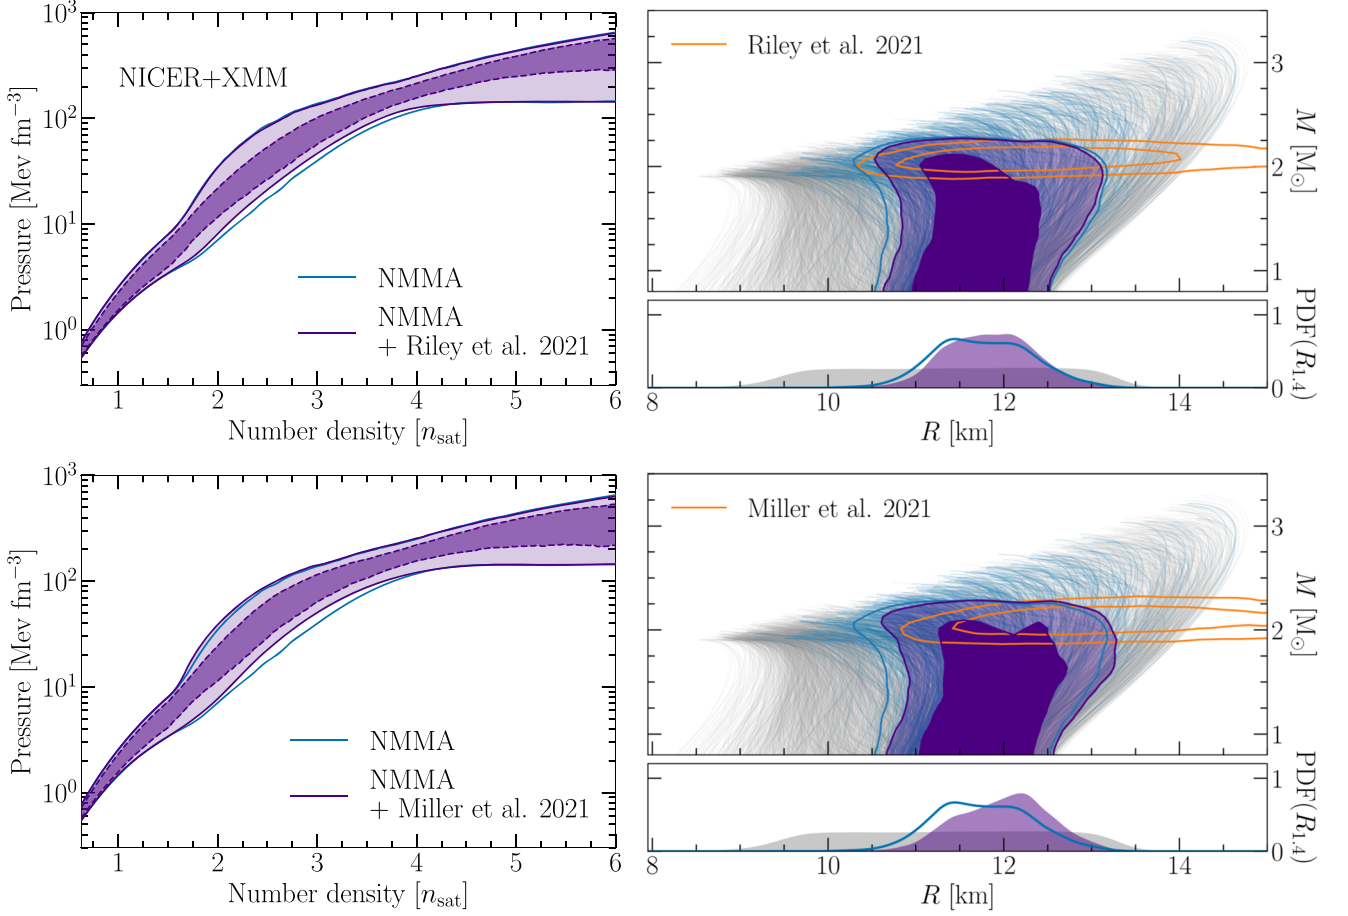 10³
10²
10¹
10⁰
Pressure [Mev fm⁻³]
NICER+XMM
NMMA
NMMA
+ Riley et al. 2021
1 2 3 4 5 6
Number density [n_sat]
Riley et al. 2021
3
2
1
M [M⊙]
1
0
PDF(R₁.₄)
8 10 12 14
R [km]
10³
10²
10¹
10⁰
Pressure [Mev fm⁻³]
NMMA
NMMA
+ Miller et al. 2021
1 2 3 4 5 6
Number density [n_sat]
Miller et al. 2021
3
2
1
M [M⊙]
1
0
PDF(R₁.₄)
8 10 12 14
R [km]